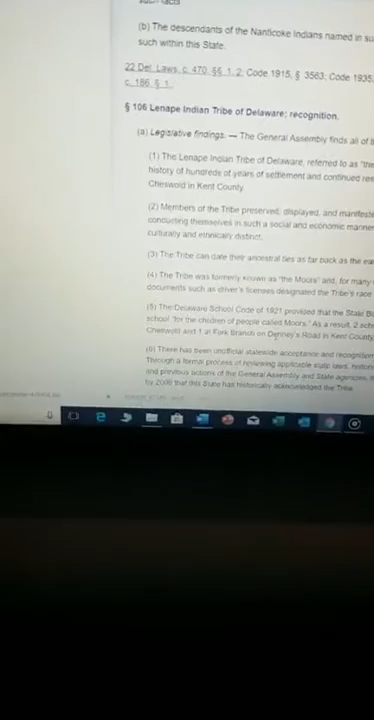 such facts
(b) The descendants of the Nanticoke Indians named in su
such within this State.
22 Del. Laws, c. 470, §§ 1, 2; Code 1915, § 3563; Code 1935,
c. 186, § 1.
§ 106 Lenape Indian Tribe of Delaware; recognition.
(a) Legislative findings. — The General Assembly finds all of t
(1) The Lenape Indian Tribe of Delaware, referred to as "the
history of hundreds of years of settlement and continued res
Cheswold in Kent County.
(2) Members of the Tribe preserved, displayed, and manifeste
conducting themselves in such a social and economic manner
culturally and ethnically distinct.
(3) The Tribe can date their ancestral ties as far back as the ea
(4) The Tribe was formerly known as "the Moors" and, for many
documents such as driver's licenses designated the Tribe's race
(5) The Delaware School Code of 1921 provided that the State Bo
school "for the children of people called Moors." As a result, 2 sch
Cheswold and 1 at Fork Branch on Denney's Road in Kent County
(6) There has been unofficial statewide acceptance and recognition
Through a formal process of reviewing applicable state laws, histori
and previous actions of the General Assembly and State agencies, it
by 2008 that this State has historically acknowledged the Tribe